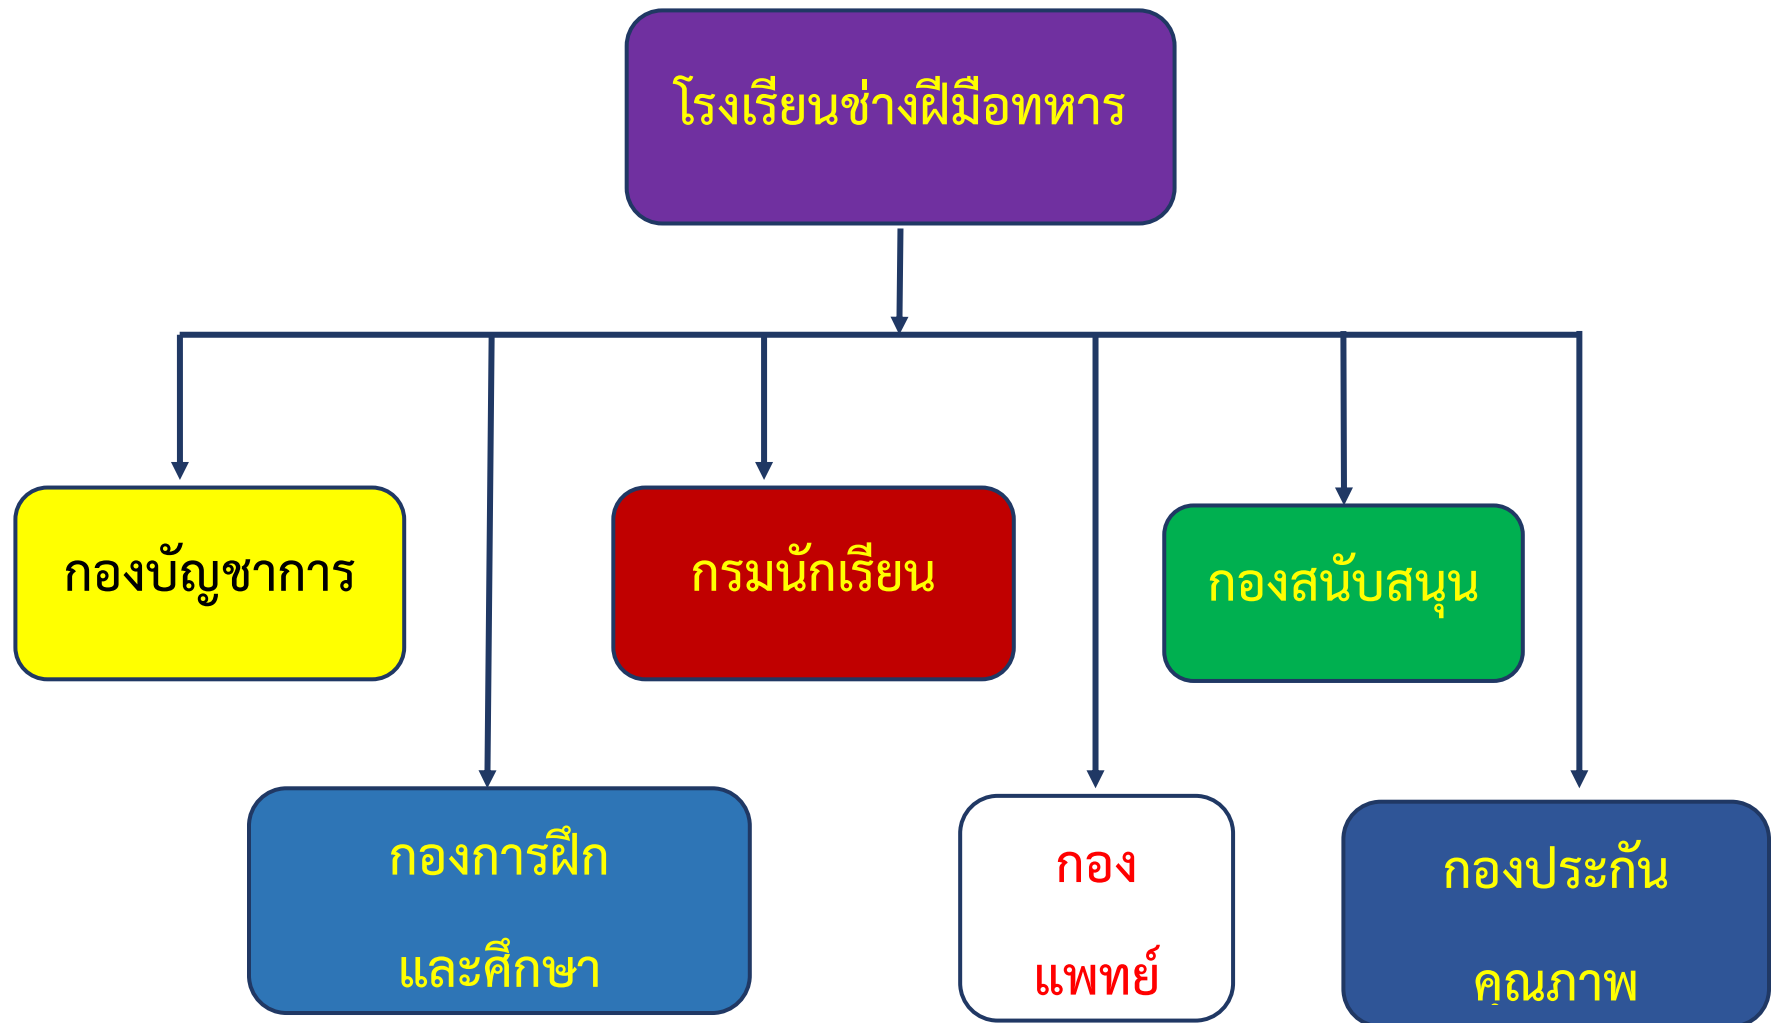 โรงเรียนช่างฝีมือทหาร
กองบัญชาการ
กรมนักเรียน
กองสนับสนุน
กองการฝึก
และศึกษา
กอง
แพทย์
กองประกัน
คุณภาพ